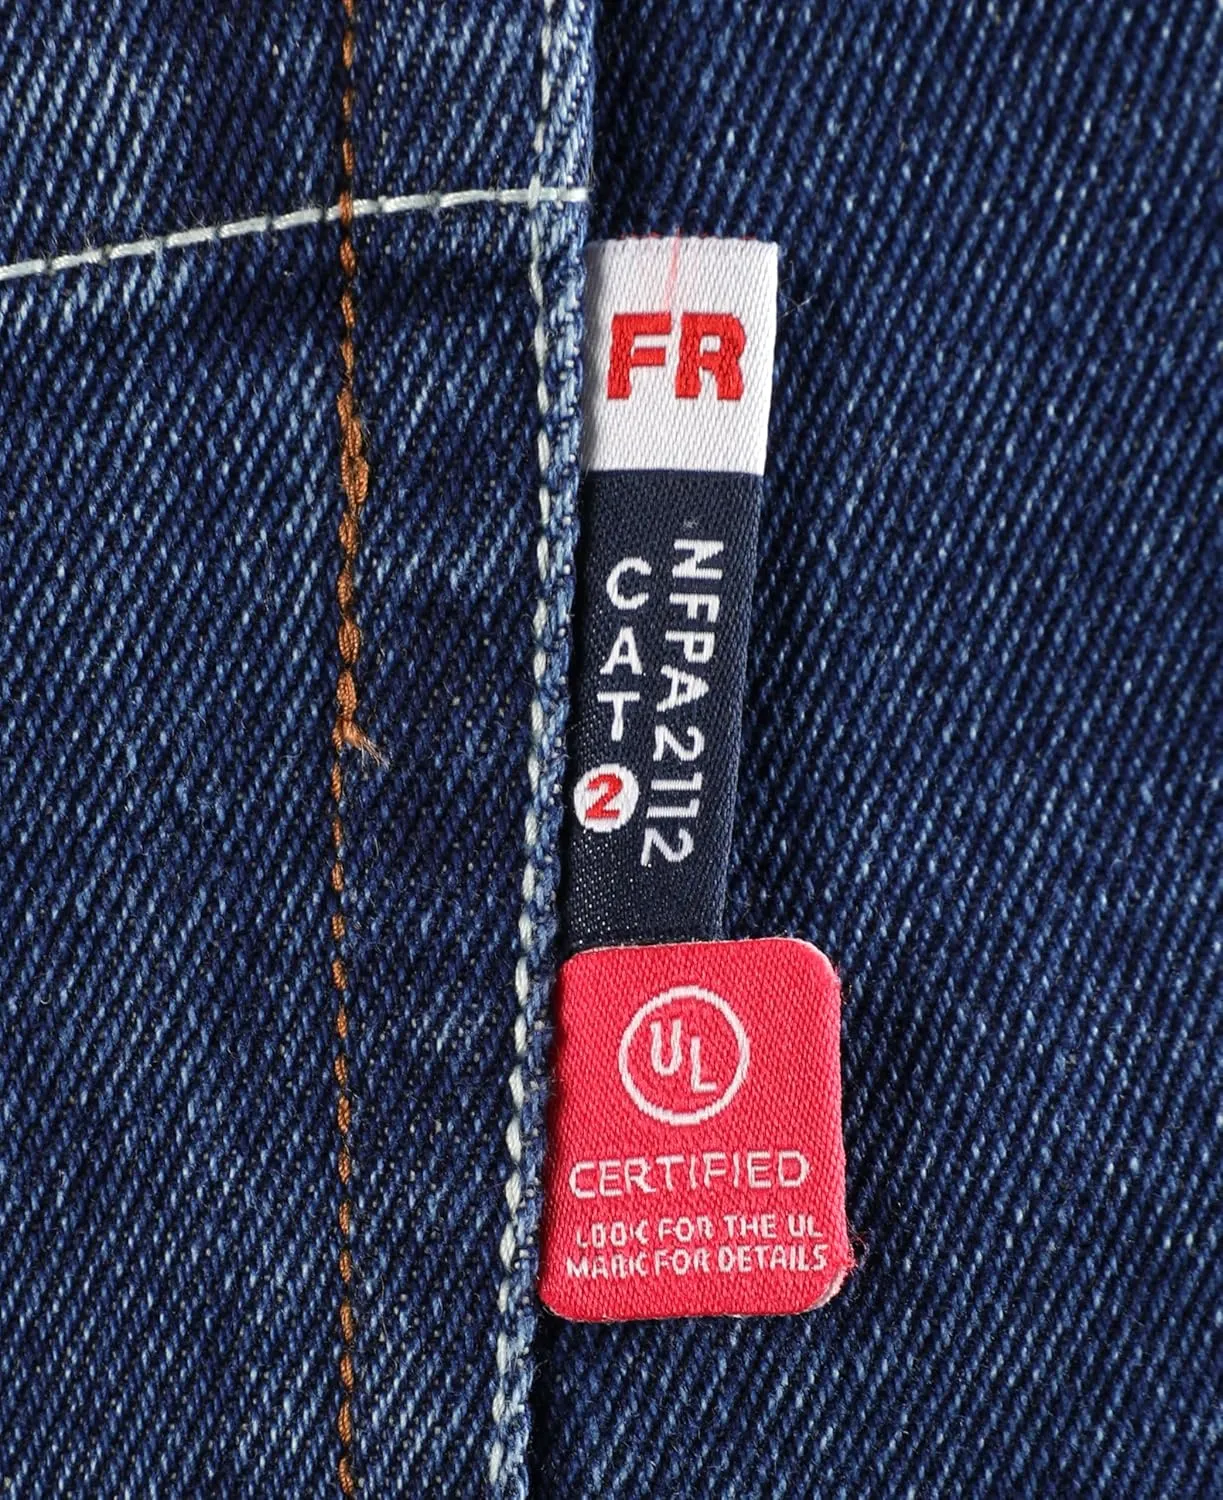 FR
NFPA2112
CAT 2
UL
CERTIFIED
LOOK FOR THE UL
MARK FOR DETAILS